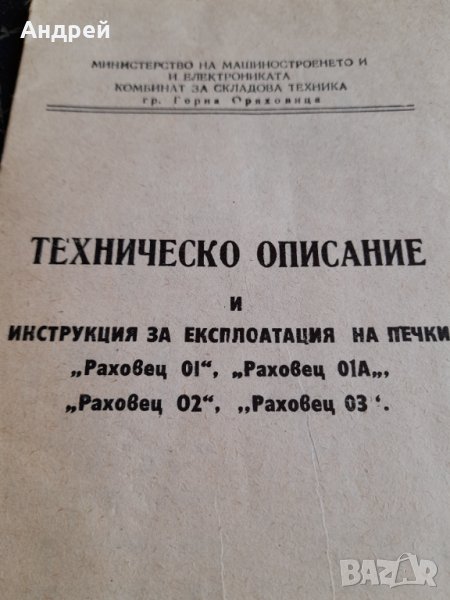 Андрей
МИНИСТЕРСТВО НА МАШИНОСТРОЕНЕТО И
И ЕЛЕКТРОНИКАТА
КОМБИНАТ ЗА СКЛАДОВА ТЕХНИКА
гр. Горна Оряховица
ТЕХНИЧЕСКО ОПИСАНИЕ
И
ИНСТРУКЦИЯ ЗА ЕКСПЛОАТАЦИЯ НА ПЕЧКИ
„Раховец 01“, „Раховец 01А„,
„Раховец 02“, ,,Раховец 03‘.
BAZAR